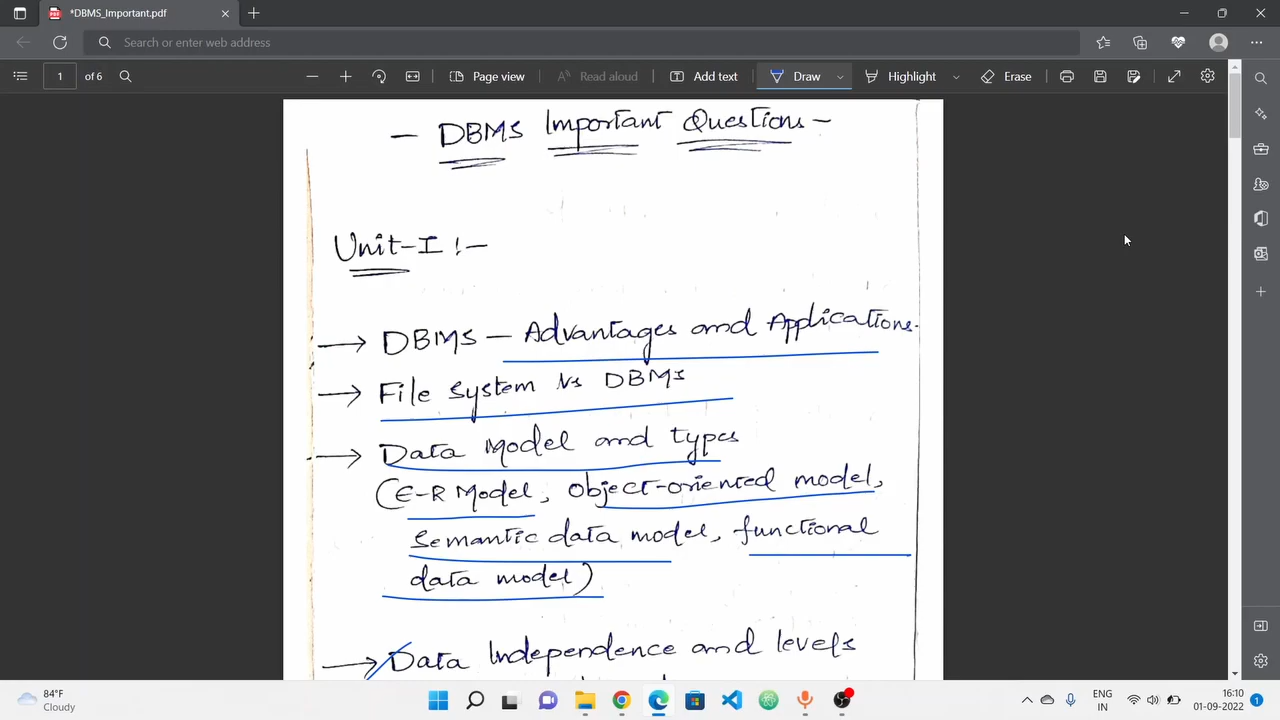 *DBMS_Important.pdf
Search or enter web address
1 of 6
Page view
Read aloud
Add text
Draw
Highlight
Erase
- DBMS Important Questions -
Unit-I :-
→ DBMS - Advantages and Applications.
→ File System Vs DBMS
→ Data Model and types
(E-R Model, Object-oriented model,
Semantic data model, functional
data model)
→ Data Independence and levels
84°F
Cloudy
ENG
IN
16:10
01-09-2022
1